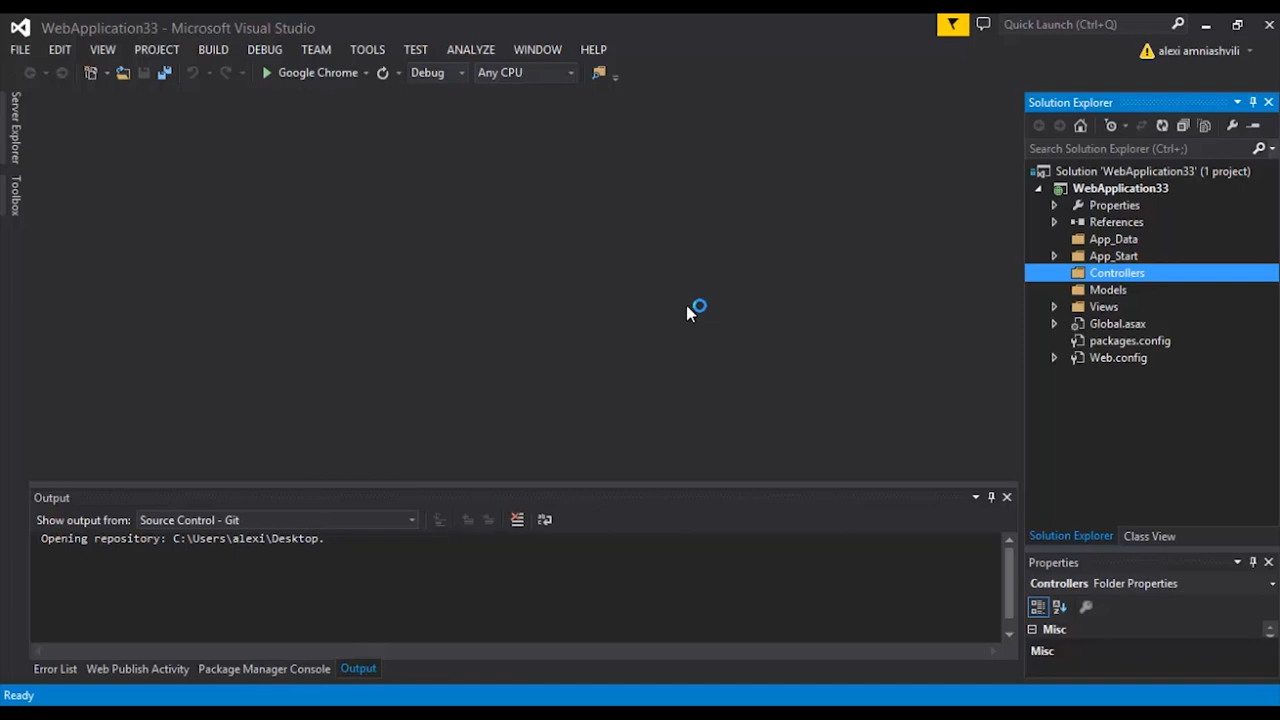 WebApplication33 - Microsoft Visual Studio
Quick Launch (Ctrl+Q)
FILE EDIT VIEW PROJECT BUILD DEBUG TEAM TOOLS TEST ANALYZE WINDOW HELP
alexi amniashvili
Google Chrome Debug Any CPU
Server Explorer
Toolbox
Solution Explorer
Search Solution Explorer (Ctrl+;)
Solution 'WebApplication33' (1 project)
WebApplication33
Properties
References
App_Data
App_Start
Controllers
Models
Views
Global.asax
packages.config
Web.config
Output
Show output from: Source Control - Git
Opening repository: C:\Users\alexi\Desktop.
Solution Explorer Class View
Properties
Controllers Folder Properties
Misc
Misc
Error List Web Publish Activity Package Manager Console Output
Ready